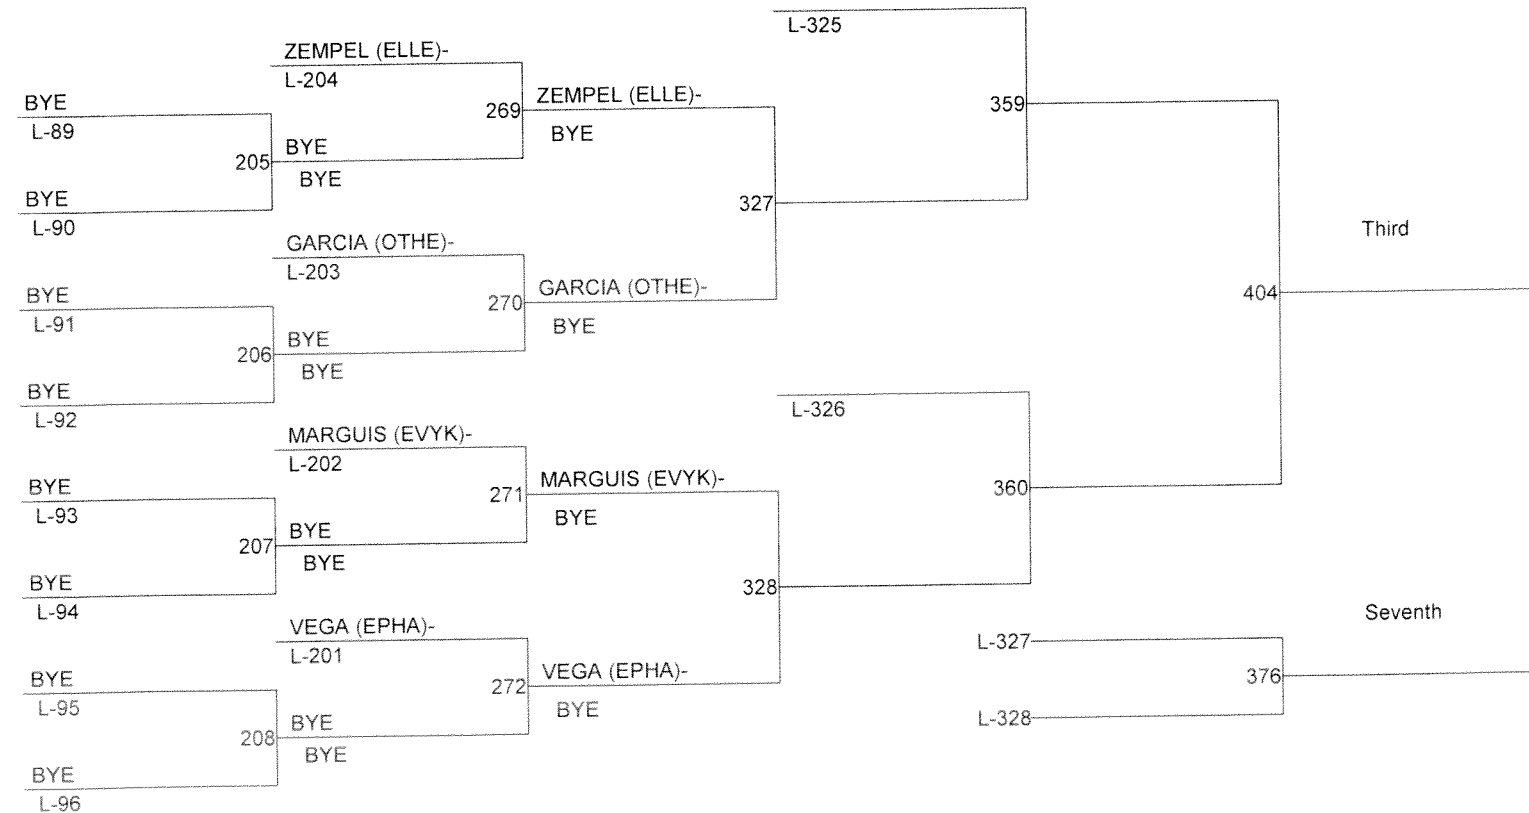 L-325
ZEMPEL (ELLE)-
L-204
269
ZEMPEL (ELLE)-
BYE
359
BYE
L-89
205
BYE
BYE
BYE
L-90
327
GARCIA (OTHE)-
L-203
270
GARCIA (OTHE)-
BYE
Third
404
BYE
L-91
206
BYE
BYE
BYE
L-92
L-326
MARGUIS (EVYK)-
L-202
271
MARGUIS (EVYK)-
BYE
360
BYE
L-93
207
BYE
BYE
BYE
L-94
328
VEGA (EPHA)-
L-201
272
VEGA (EPHA)-
BYE
Seventh
L-327
376
L-328
BYE
L-95
208
BYE
BYE
BYE
L-96